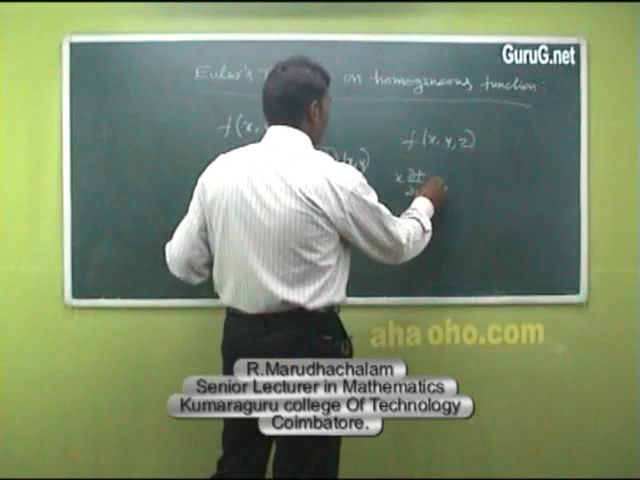 GuruG.net
Euler's on homogeneous function:
f(x,
f(x, y, z)
(x, y)
x ∂f
aha oho.com
R.Marudhachalam
Senior Lecturer in Mathematics
Kumaraguru college Of Technology
Coimbatore.